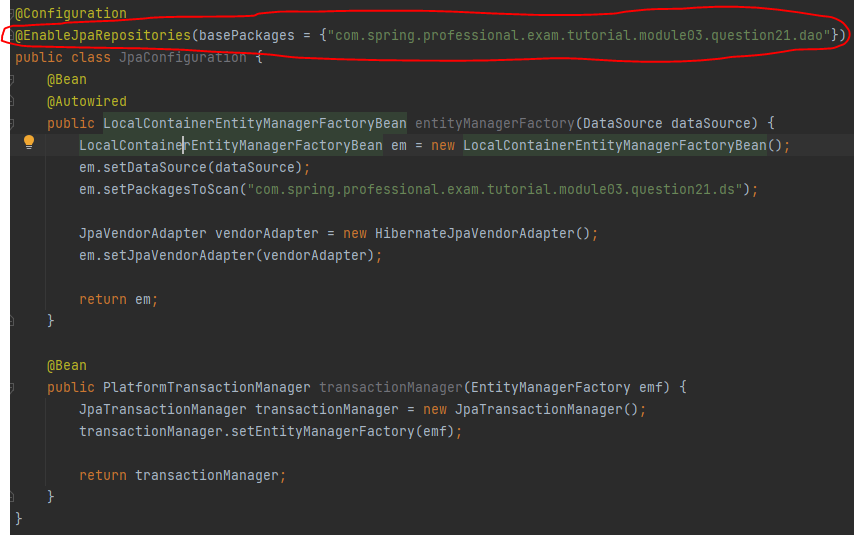 @Configuration
@EnableJpaRepositories(basePackages = {"com.spring.professional.exam.tutorial.module03.question21.dao"})
public class JpaConfiguration {
@Bean
@Autowired
public LocalContainerEntityManagerFactoryBean entityManagerFactory(DataSource dataSource) {
LocalContainerEntityManagerFactoryBean em = new LocalContainerEntityManagerFactoryBean();
em.setDataSource(dataSource);
em.setPackagesToScan("com.spring.professional.exam.tutorial.module03.question21.ds");
JpaVendorAdapter vendorAdapter = new HibernateJpaVendorAdapter();
em.setJpaVendorAdapter(vendorAdapter);
return em;
}
@Bean
public PlatformTransactionManager transactionManager(EntityManagerFactory emf) {
JpaTransactionManager transactionManager = new JpaTransactionManager();
transactionManager.setEntityManagerFactory(emf);
return transactionManager;
}
}